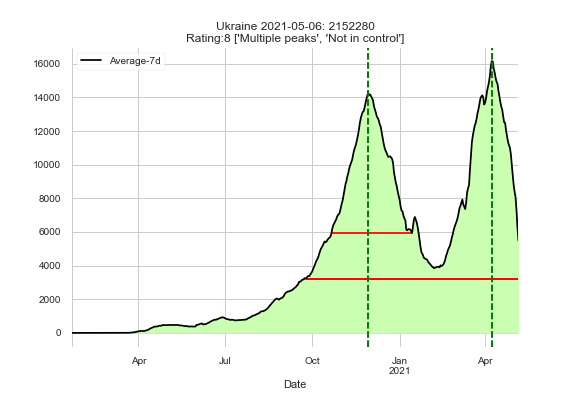 Ukraine 2021-05-06: 2152280
Rating:8 ['Multiple peaks', 'Not in control']
Average-7d
16000
14000
12000
10000
8000
6000
4000
2000
0
Apr
Jul
Oct
Jan
2021
Apr
Date